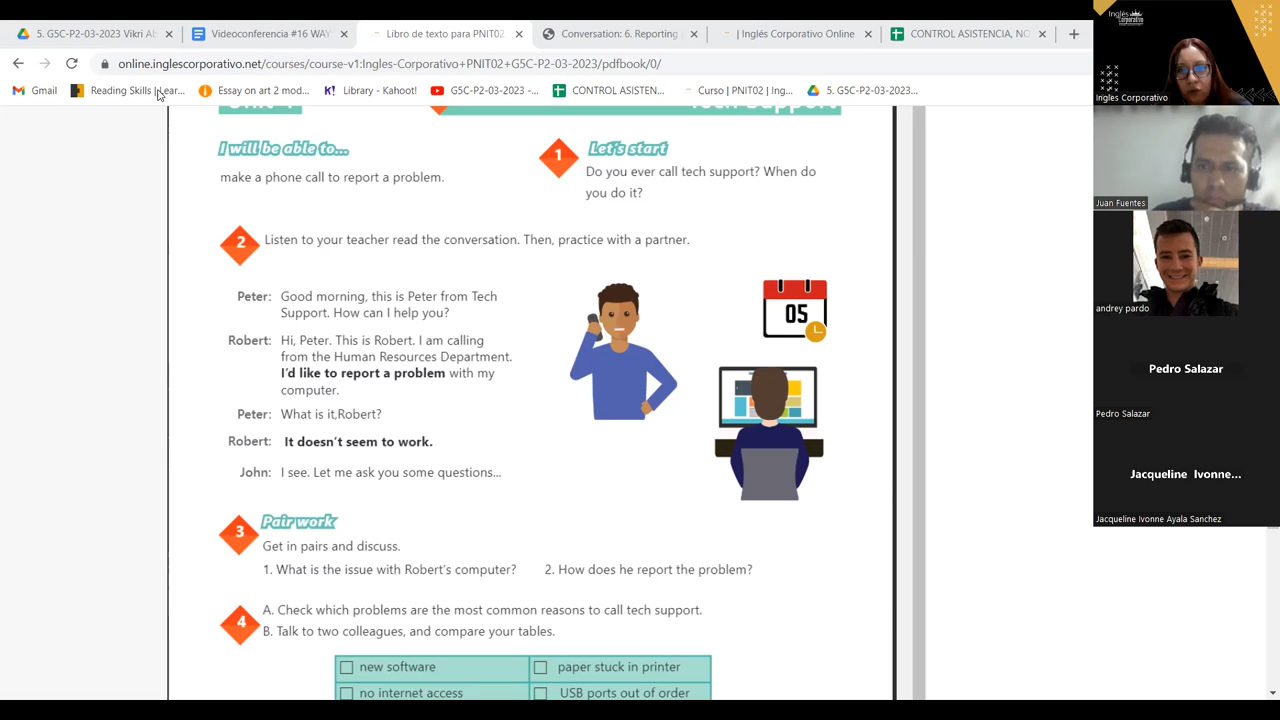 5. G5C-P2-03-2023 Vikri Ab
Videoconferencia #16 WAY
Libro de texto para PNIT02
Conversation: 6. Reporting
| Inglés Corporativo Online
CONTROL ASISTENCIA, NO
online.inglescorporativo.net/courses/course-v1:Ingles-Corporativo+PNIT02+G5C-P2-03-2023/pdfbook/0/
Gmail
Reading Skills | Lear...
Essay on art 2 mod...
Library - Kahoot!
G5C-P2-03-2023 -...
CONTROL ASISTEN...
Curso | PNIT02 | Ing...
5. G5C-P2-03-2023...
Tech Support
I will be able to...
make a phone call to report a problem.
1
Let's start
Do you ever call tech support? When do
you do it?
2
Listen to your teacher read the conversation. Then, practice with a partner.
Peter: Good morning, this is Peter from Tech
Support. How can I help you?
Robert: Hi, Peter. This is Robert. I am calling
from the Human Resources Department.
I'd like to report a problem with my
computer.
Peter: What is it,Robert?
Robert: It doesn't seem to work.
John: I see. Let me ask you some questions...
05
3
Pair work
Get in pairs and discuss.
1. What is the issue with Robert's computer?
2. How does he report the problem?
4
A. Check which problems are the most common reasons to call tech support.
B. Talk to two colleagues, and compare your tables.
new software
paper stuck in printer
no internet access
USB ports out of order
Inglés
Corporativo
Ingles Corporativo
Juan Fuentes
andrey pardo
Pedro Salazar
Pedro Salazar
Jacqueline Ivonne...
Jacqueline Ivonne Ayala Sanchez